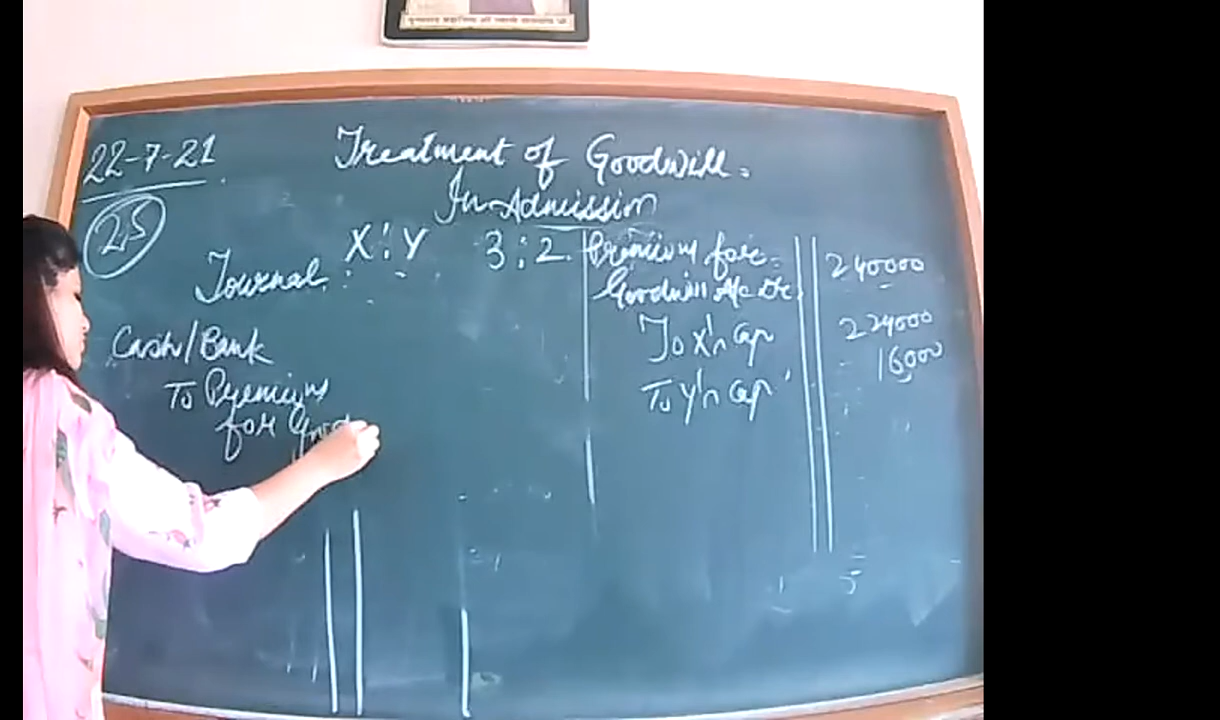 22-7-21
Treatment of Goodwill.
In Admission
25
X : Y 3 : 2
Journal
Cash/Bank
To Premium
for Good
Premium for
Goodwill A/c Dr. 240000
To X's Cap 224000
To Y's Cap 16000